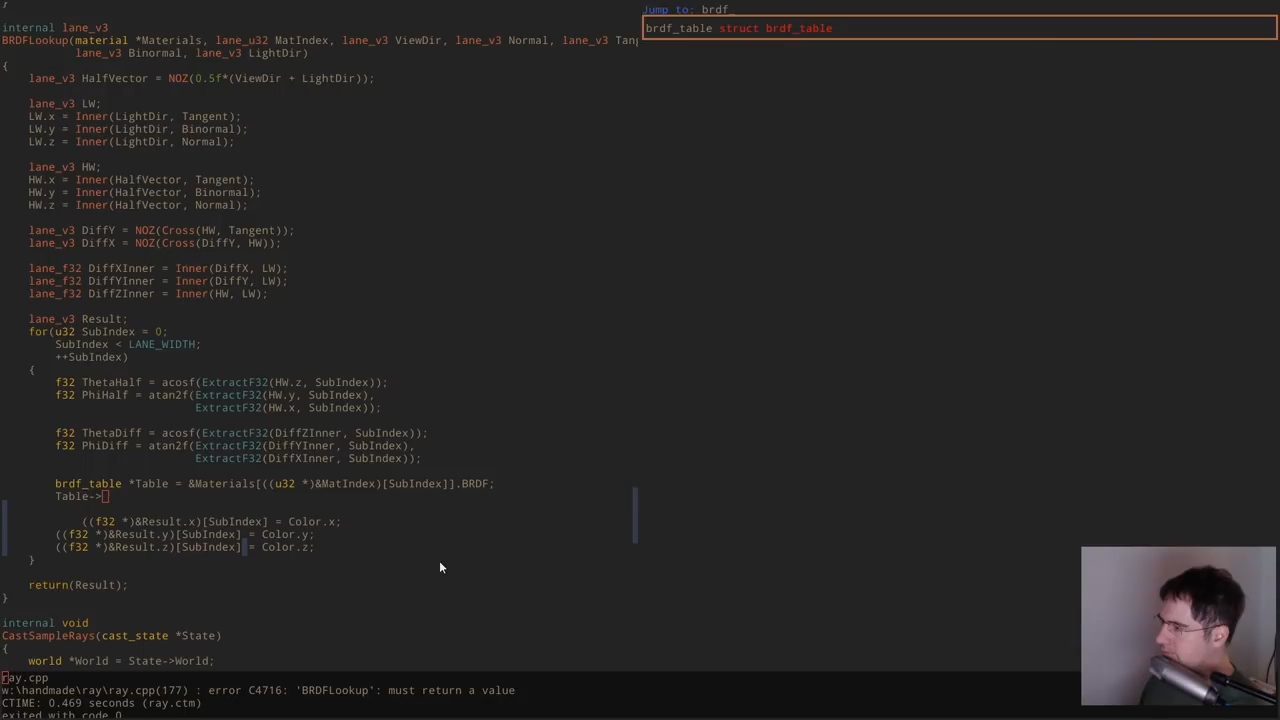 internal lane_v3
BRDFLookup(material *Materials, lane_u32 MatIndex, lane_v3 ViewDir, lane_v3 Normal, lane_v3 Tan
lane_v3 Binormal, lane_v3 LightDir)
{
lane_v3 HalfVector = NOZ(0.5f*(ViewDir + LightDir));
lane_v3 LW;
LW.x = Inner(LightDir, Tangent);
LW.y = Inner(LightDir, Binormal);
LW.z = Inner(LightDir, Normal);
lane_v3 HW;
HW.x = Inner(HalfVector, Tangent);
HW.y = Inner(HalfVector, Binormal);
HW.z = Inner(HalfVector, Normal);
lane_v3 DiffY = NOZ(Cross(HW, Tangent));
lane_v3 DiffX = NOZ(Cross(DiffY, HW));
lane_f32 DiffXInner = Inner(DiffX, LW);
lane_f32 DiffYInner = Inner(DiffY, LW);
lane_f32 DiffZInner = Inner(HW, LW);
lane_v3 Result;
for(u32 SubIndex = 0;
SubIndex < LANE_WIDTH;
++SubIndex)
{
f32 ThetaHalf = acosf(ExtractF32(HW.z, SubIndex));
f32 PhiHalf = atan2f(ExtractF32(HW.y, SubIndex),
ExtractF32(HW.x, SubIndex));
f32 ThetaDiff = acosf(ExtractF32(DiffZInner, SubIndex));
f32 PhiDiff = atan2f(ExtractF32(DiffYInner, SubIndex),
ExtractF32(DiffXInner, SubIndex));
brdf_table *Table = &Materials[((u32 *)&MatIndex)[SubIndex]].BRDF;
Table->
((f32 *)&Result.x)[SubIndex] = Color.x;
((f32 *)&Result.y)[SubIndex] = Color.y;
((f32 *)&Result.z)[SubIndex] = Color.z;
}
return(Result);
}
internal void
CastSampleRays(cast_state *State)
{
world *World = State->World;
Jump to: brdf_
brdf_table struct brdf_table
ray.cpp
w:\handmade\ray\ray.cpp(177) : error C4716: 'BRDFLookup': must return a value
CTIME: 0.469 seconds (ray.ctm)
exited with code 0